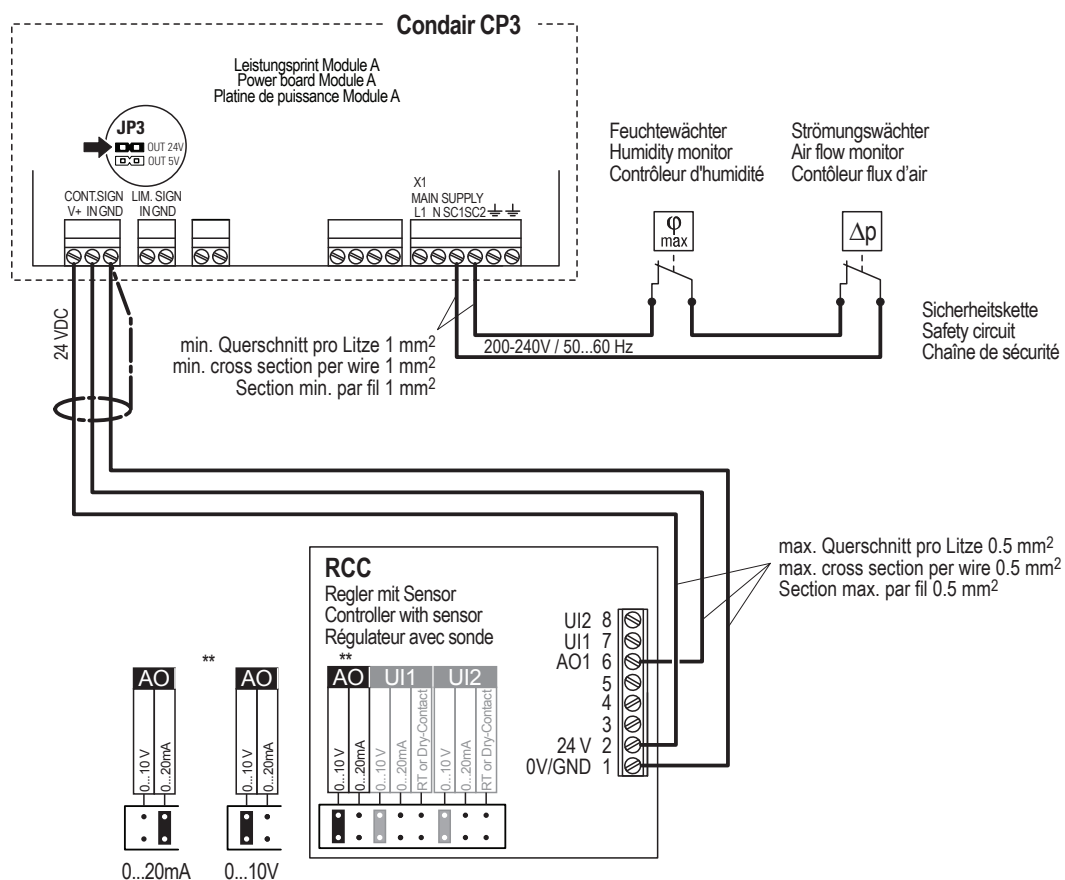 Condair CP3
Leistungsprint Module A
Power board Module A
Platine de puissance Module A
JP3
OUT 24V
OUT 5V
CONT.SIGN LIM. SIGN
V+ IN GND IN GND
X1
MAIN SUPPLY
L1 N SC1 SC2
Feuchtewächter
Humidity monitor
Contrôleur d'humidité
Strömungswächter
Air flow monitor
Contôleur flux d'air
φ
max
Δp
Sicherheitskette
Safety circuit
Chaîne de sécurité
24 VDC
min. Querschnitt pro Litze 1 mm2
min. cross section per wire 1 mm2
Section min. par fil 1 mm2
200-240V / 50...60 Hz
max. Querschnitt pro Litze 0.5 mm2
max. cross section per wire 0.5 mm2
Section max. par fil 0.5 mm2
RCC
Regler mit Sensor
Controller with sensor
Régulateur avec sonde
UI2 8
UI1 7
AO1 6
5
4
3
24 V 2
0V/GND 1
**
AO UI1 UI2
0...10 V
0...20mA
0...10 V
0...20mA
RT or Dry-Contact
0...10 V
0...20mA
RT or Dry-Contact
**
AO
0...10 V
0...20mA
0...20mA
AO
0...10 V
0...20mA
0...10V